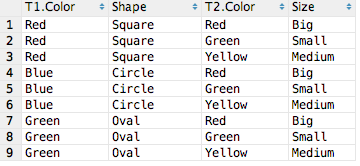 T1.Color Shape T2.Color Size
1 Red Square Red Big
2 Red Square Green Small
3 Red Square Yellow Medium
4 Blue Circle Red Big
5 Blue Circle Green Small
6 Blue Circle Yellow Medium
7 Green Oval Red Big
8 Green Oval Green Small
9 Green Oval Yellow Medium